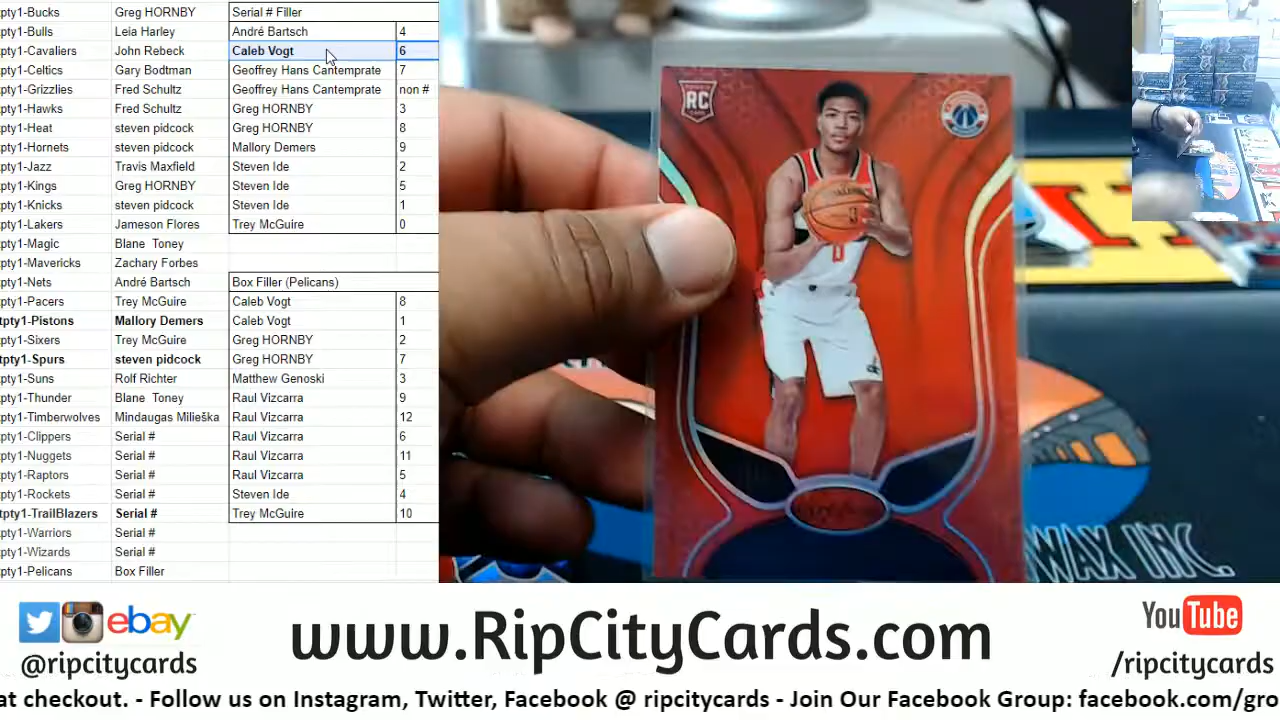 pty1-Bucks Greg HORNBY Serial # Filler
pty1-Bulls Leia Harley André Bartsch 4
pty1-Cavaliers John Rebeck Caleb Vogt 6
pty1-Celtics Gary Bodtman Geoffrey Hans Cantemprate 7
pty1-Grizzlies Fred Schultz Geoffrey Hans Cantemprate non #
pty1-Hawks Fred Schultz Greg HORNBY 3
pty1-Heat steven pidcock Greg HORNBY 8
pty1-Hornets steven pidcock Mallory Demers 9
pty1-Jazz Travis Maxfield Steven Ide 2
pty1-Kings Greg HORNBY Steven Ide 5
pty1-Knicks steven pidcock Steven Ide 1
pty1-Lakers Jameson Flores Trey McGuire 0
pty1-Magic Blane Toney
pty1-Mavericks Zachary Forbes
pty1-Nets André Bartsch Box Filler (Pelicans)
pty1-Pacers Trey McGuire Caleb Vogt 8
tpty1-Pistons Mallory Demers Caleb Vogt 1
pty1-Sixers Trey McGuire Greg HORNBY 2
tpty1-Spurs steven pidcock Greg HORNBY 7
pty1-Suns Rolf Richter Matthew Genoski 3
pty1-Thunder Blane Toney Raul Vizcarra 9
pty1-Timberwolves Mindaugas Milieška Raul Vizcarra 12
pty1-Clippers Serial # Raul Vizcarra 6
pty1-Nuggets Serial # Raul Vizcarra 11
pty1-Raptors Serial # Raul Vizcarra 5
pty1-Rockets Serial # Steven Ide 4
tpty1-TrailBlazers Serial # Trey McGuire 10
pty1-Warriors Serial #
pty1-Wizards Serial #
pty1-Pelicans Box Filler
RC
WAX INC.
ebay
@ripcitycards
www.RipCityCards.com
YouTube
/ripcitycards
at checkout. - Follow us on Instagram, Twitter, Facebook @ ripcitycards - Join Our Facebook Group: facebook.com/gro